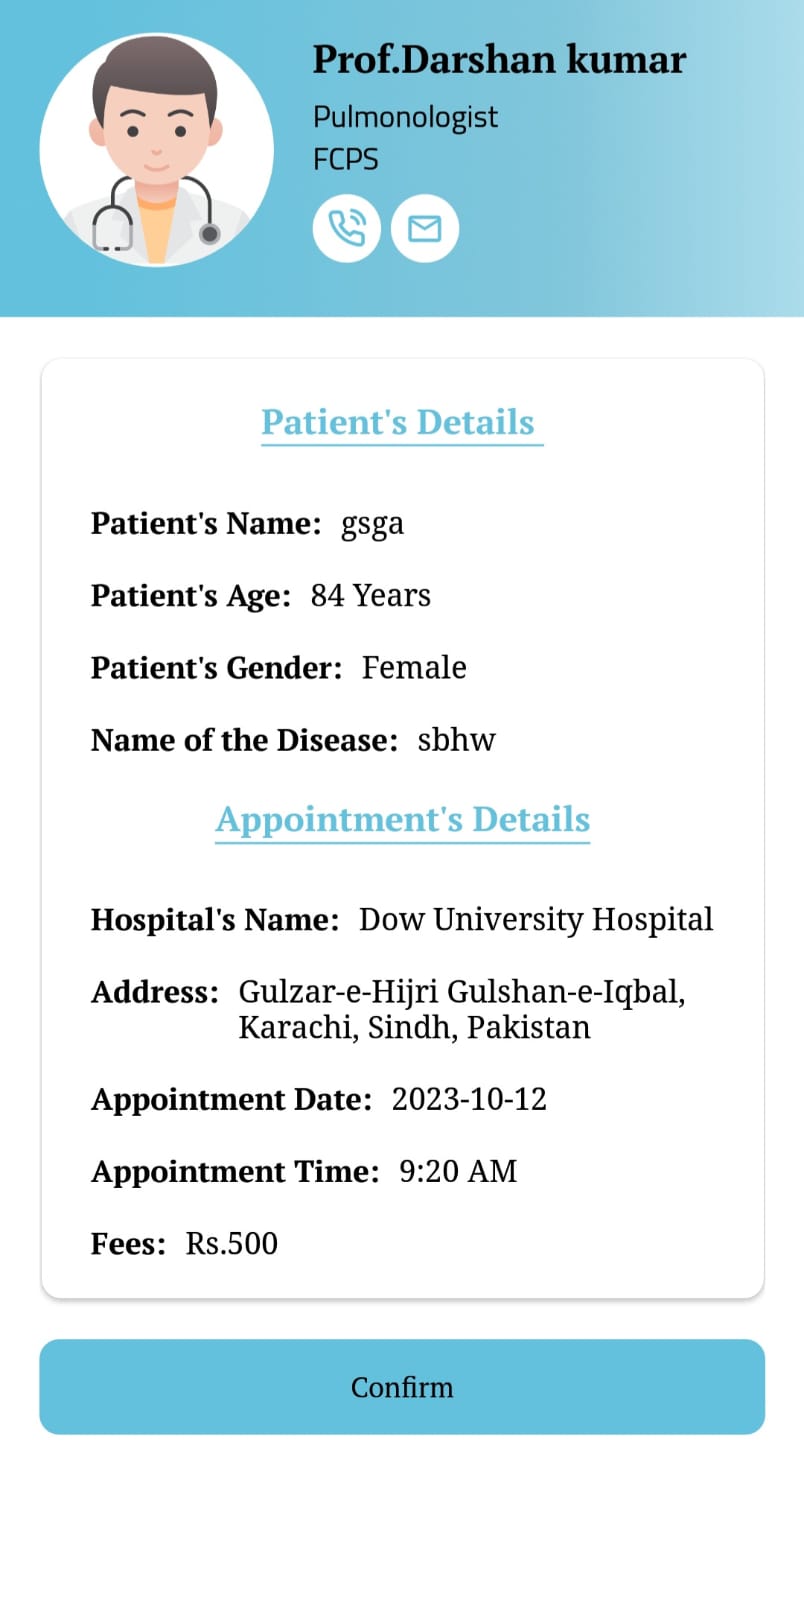 Prof.Darshan kumar
Pulmonologist
FCPS
Patient's Details
Patient's Name: gsga
Patient's Age: 84 Years
Patient's Gender: Female
Name of the Disease: sbhw
Appointment's Details
Hospital's Name: Dow University Hospital
Address: Gulzar-e-Hijri Gulshan-e-Iqbal,
Karachi, Sindh, Pakistan
Appointment Date: 2023-10-12
Appointment Time: 9:20 AM
Fees: Rs.500
Confirm